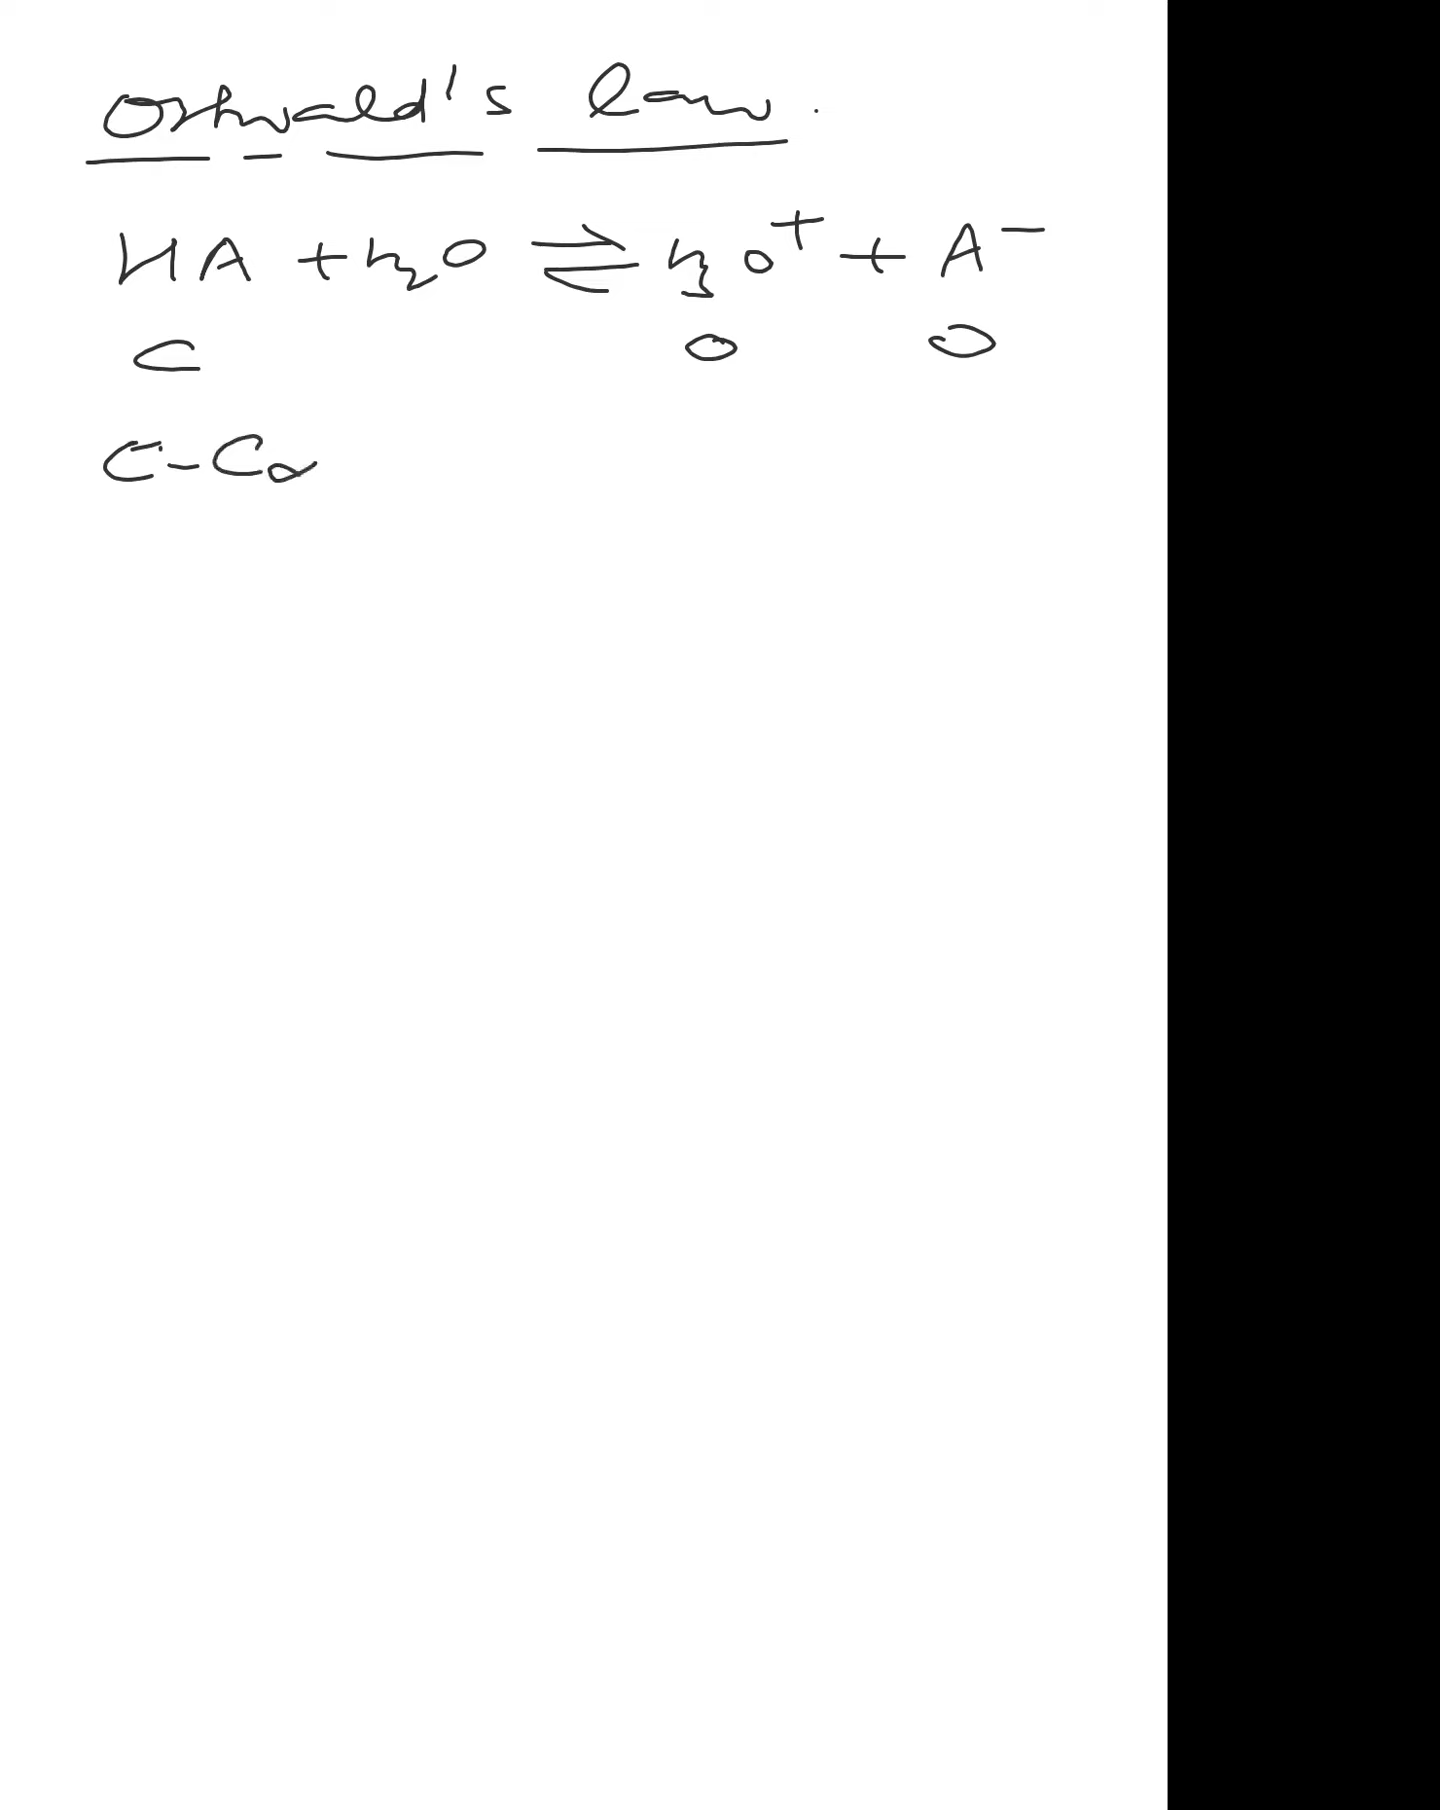 Ostwald's law.
HA + H₂O ⇌ H₃O⁺ + A⁻
C 0 0
C - Cα